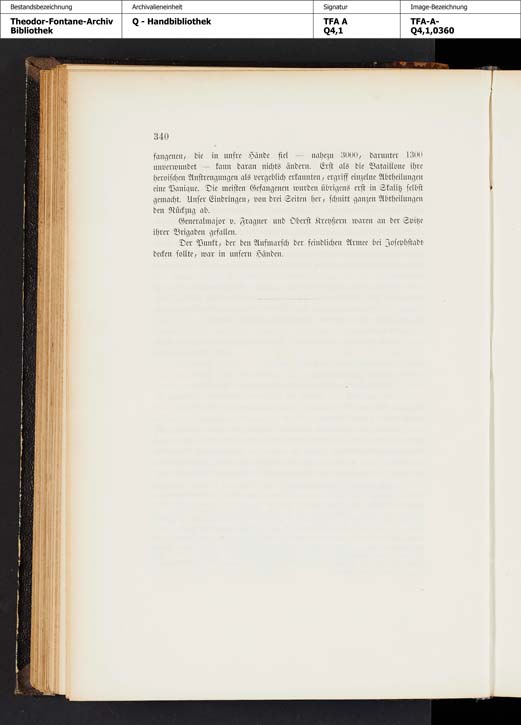 Bestandsbezeichnung Archivalieneinheit Signatur Image-Bezeichnung
Theodor-Fontane-Archiv Q - Handbibliothek TFA A TFA-A-
Bibliothek Q4,1 Q4,1,0360
340
fangenen, die in unsre Hände fiel — nahezu 3000, darunter 1300
unverwundet — kann daran nichts ändern. Erst als die Bataillone ihre
heroischen Anstrengungen als vergeblich erkannten, ergriff einzelne Abtheilungen
eine Panique. Die meisten Gefangenen wurden übrigens erst in Skalitz selbst
gemacht. Unser Eindringen, von drei Seiten her, schnitt ganzen Abtheilungen
den Rückzug ab.
Generalmajor v. Fragner und Oberst Kreyßern waren an der Spitze
ihrer Brigaden gefallen.
Der Punkt, der den Aufmarsch der feindlichen Armee bei Josephstadt
decken sollte, war in unsern Händen.